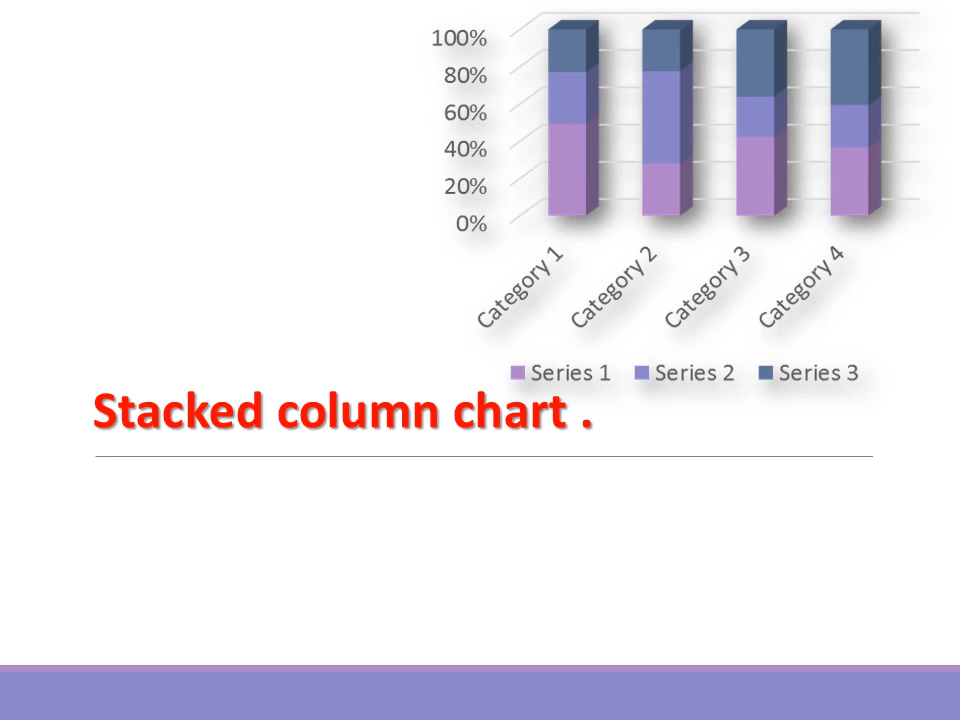 100%
80%
60%
40%
20%
0%
Category 1
Category 2
Category 3
Category 4
Series 1
Series 2
Series 3
Stacked column chart .